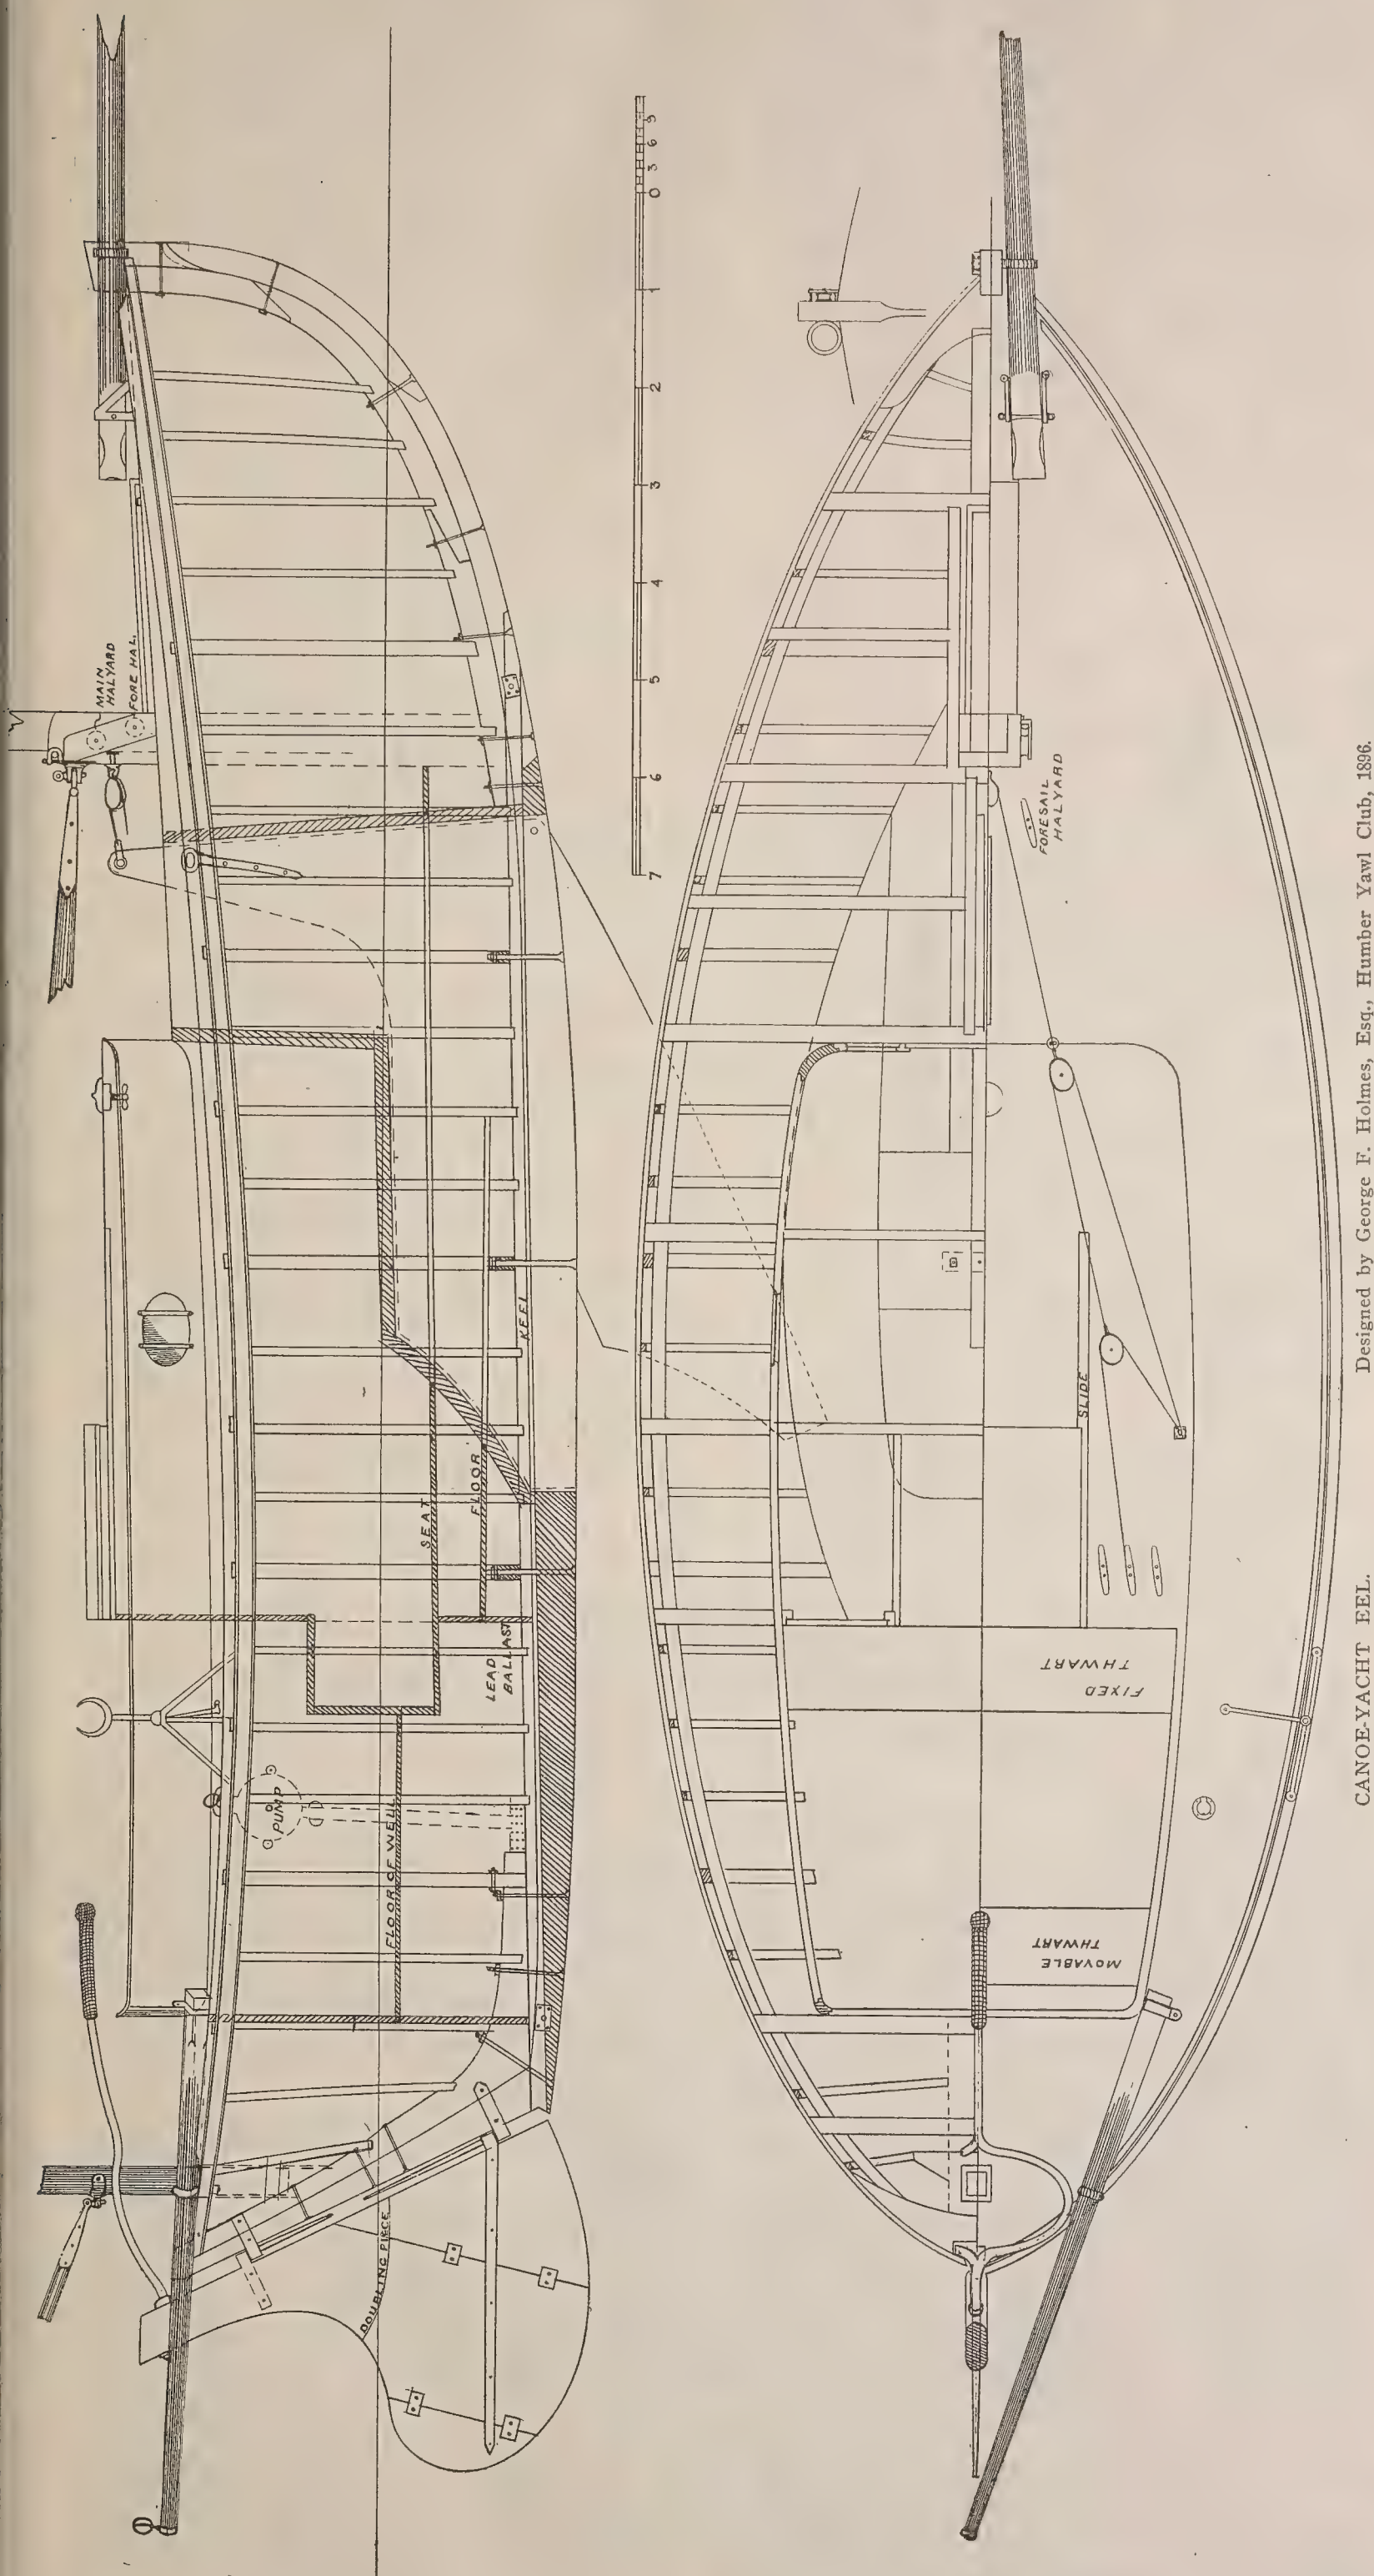 MAIN
HALYARD
FORE HAL.
9 6 3 0 1 2 3 4 5 6 7
FORESAIL
HALYARD
KEEL
SEAT
FLOOR
LEAD
BALLAST
PUMP
FLOOR OF WELL
DOUBLING PIECE
SLIDE
FIXED
THWART
MOVABLE
THWART
CANOE-YACHT EEL. Designed by George F. Holmes, Esq., Humber Yawl Club, 1896.